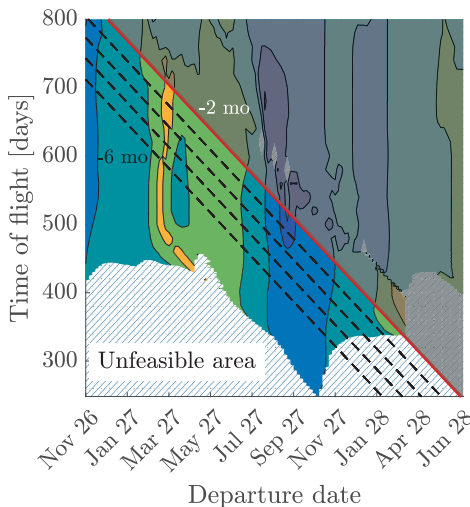 800
700
600
500
400
300
Time of flight [days]
-2 mo
-6 mo
Unfeasible area
Nov 26
Jan 27
Mar 27
May 27
Jul 27
Sep 27
Nov 27
Jan 28
Apr 28
Jun 28
Departure date